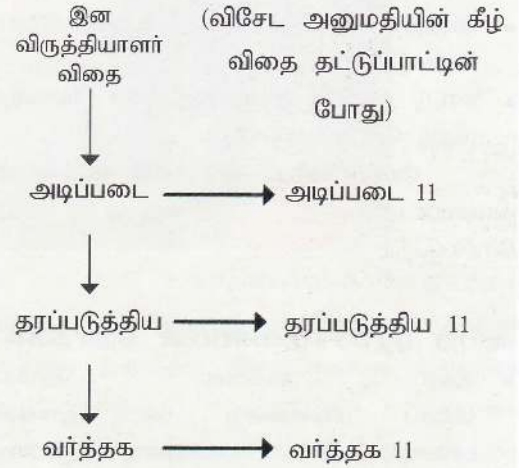 இன
விருத்தியாளர்
விதை
(விசேட அனுமதியின் கீழ்
விதை தட்டுப்பாட்டின்
போது)
அடிப்படை
அடிப்படை 11
தரப்படுத்திய
தரப்படுத்திய 11
வர்த்தக
வர்த்தக 11